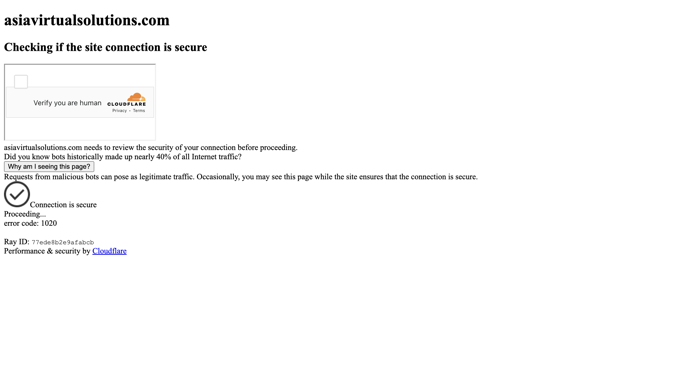 asiavirtualsolutions.com
Checking if the site connection is secure
Verify you are human
CLOUDFLARE
Privacy • Terms
asiavirtualsolutions.com needs to review the security of your connection before proceeding.
Did you know bots historically made up nearly 40% of all Internet traffic?
Why am I seeing this page?
Requests from malicious bots can pose as legitimate traffic. Occasionally, you may see this page while the site ensures that the connection is secure.
Connection is secure
Proceeding...
error code: 1020
Ray ID: 77ede8b2e9afabcb
Performance & security by Cloudflare